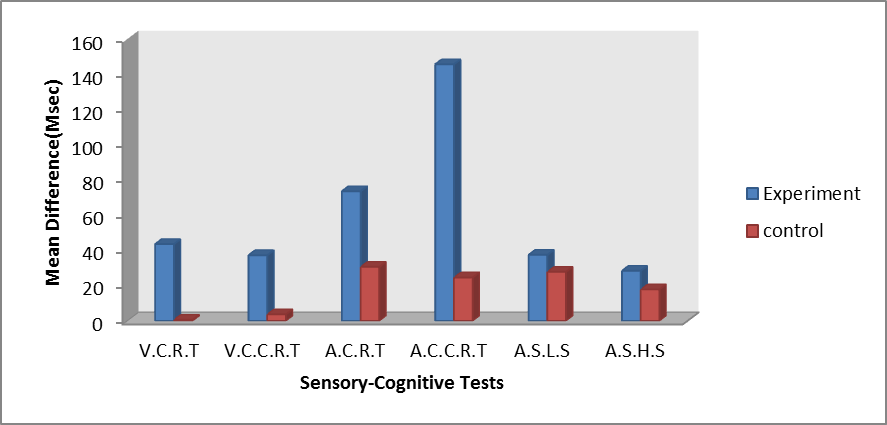 160
140
120
100
80
60
40
20
0
Mean Difference(Msec)
V.C.R.T V.C.C.R.T A.C.R.T A.C.C.R.T A.S.L.S A.S.H.S
Sensory-Cognitive Tests
Experiment
control